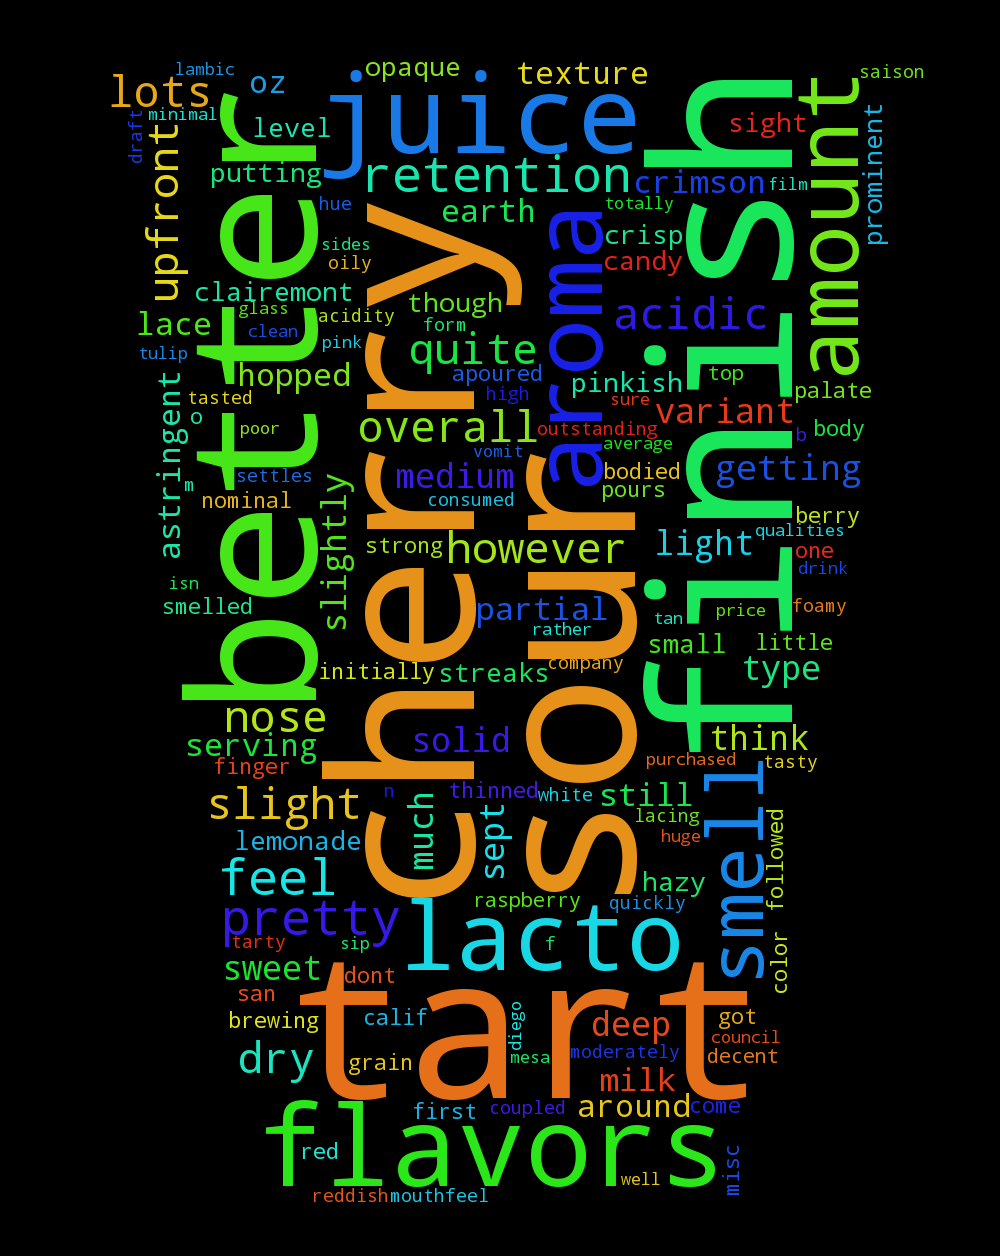 lambic
opaque
texture
saison
lots
oz
juice
minimal
draft
level
sight
amount
prominent
putting
retention
crimson
film
upfront
hue
earth
totally
better
cherry
sour
aroma
finish
sides
oily
crisp
candy
clairemont
though
glass
acidity
form
acidic
lace
clean
pink
quite
tulip
hopped
apoured
pinkish
top
palate
tasted
high
sure
variant
o
poor
overall
outstanding
b
body
average
astringent
vomit
settles
medium
bodied
getting
m
nominal
slightly
consumed
pours
berry
strong
however
light
qualities
one
isn
drink
smelled
partial
tan
price
foamy
rather
small
little
initially
streaks
company
type
nose
serving
solid
think
finger
purchased
tasty
slight
n
thinned
white
still
much
sept
lacing
smell
lemonade
huge
followed
feel
hazy
raspberry
quickly
pretty
lacto
tarty
sip
f
color
sweet
dont
san
tart
brewing
calif
diego
deep
got
council
dry
grain
mesa
moderately
decent
milk
first
coupled
around
come
flavors
red
misc
well
reddish
mouthfeel